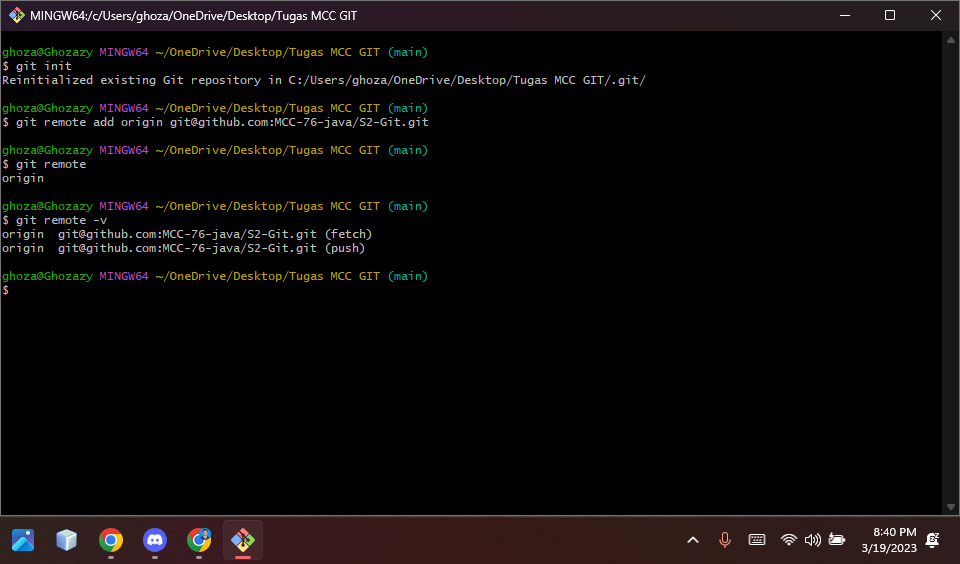 MINGW64:/c/Users/ghoza/OneDrive/Desktop/Tugas MCC GIT
ghoza@Ghozazy MINGW64 ~/OneDrive/Desktop/Tugas MCC GIT (main)
$ git init
Reinitialized existing Git repository in C:/Users/ghoza/OneDrive/Desktop/Tugas MCC GIT/.git/
ghoza@Ghozazy MINGW64 ~/OneDrive/Desktop/Tugas MCC GIT (main)
$ git remote add origin git@github.com:MCC-76-java/S2-Git.git
ghoza@Ghozazy MINGW64 ~/OneDrive/Desktop/Tugas MCC GIT (main)
$ git remote
origin
ghoza@Ghozazy MINGW64 ~/OneDrive/Desktop/Tugas MCC GIT (main)
$ git remote -v
origin  git@github.com:MCC-76-java/S2-Git.git (fetch)
origin  git@github.com:MCC-76-java/S2-Git.git (push)
ghoza@Ghozazy MINGW64 ~/OneDrive/Desktop/Tugas MCC GIT (main)
$
8:40 PM
3/19/2023